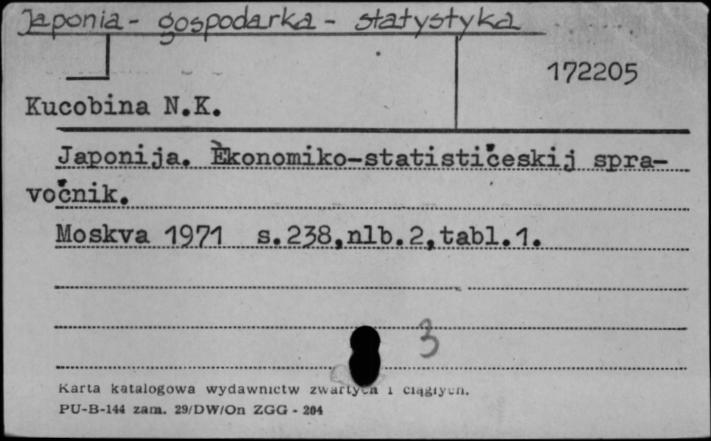 Japonia - gospodarka - statystyka
172205
Kucobina N.K.
Japonija. Èkonomiko-statističeskij spra-
vočnik.
Moskva 1971 s.238,nlb.2,tabl.1.
3
Karta katalogowa wydawnictw zwartych i ciągłych.
PU-B-144 zam. 29/DW/On ZGG - 204